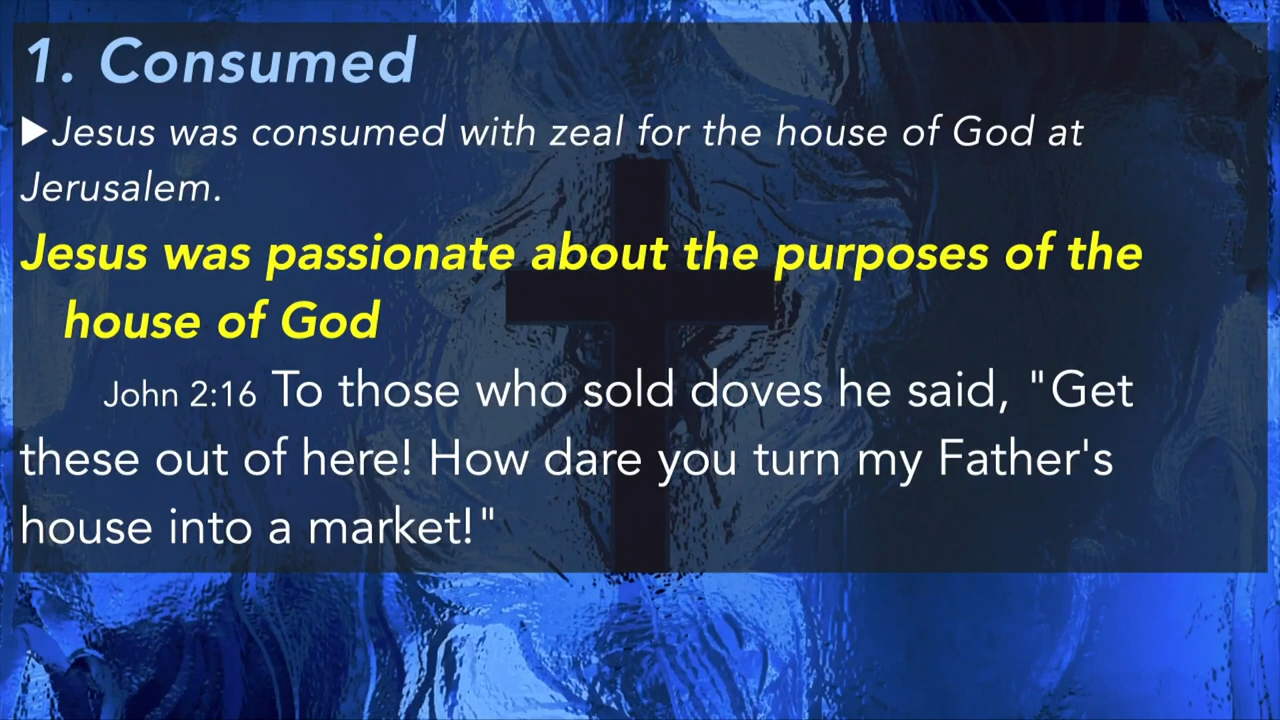 1. Consumed
▶Jesus was consumed with zeal for the house of God at
Jerusalem.
Jesus was passionate about the purposes of the
house of God
John 2:16 To those who sold doves he said, "Get
these out of here! How dare you turn my Father's
house into a market!"